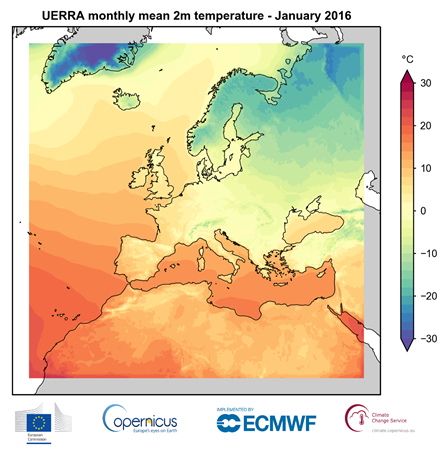 UERRA monthly mean 2m temperature - January 2016
°C
30
20
10
0
−10
−20
−30
European
Commission
opernicus
Europe's eyes on Earth
IMPLEMENTED BY
ECMWF
Climate
Change Service
climate.copernicus.eu